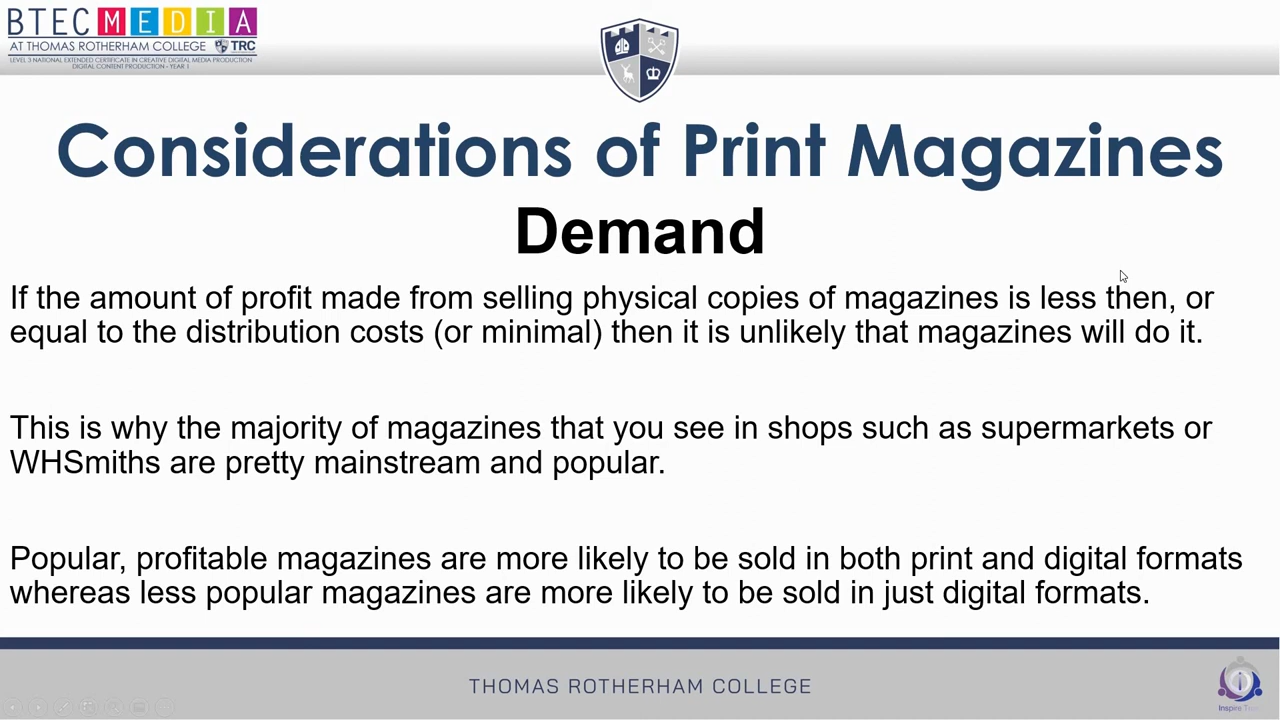 BTEC MEDIA
AT THOMAS ROTHERHAM COLLEGE TRC
LEVEL 3 NATIONAL EXTENDED CERTIFICATE IN CREATIVE DIGITAL MEDIA PRODUCTION
DIGITAL CONTENT PRODUCTION - YEAR 1
Considerations of Print Magazines
Demand
If the amount of profit made from selling physical copies of magazines is less then, or
equal to the distribution costs (or minimal) then it is unlikely that magazines will do it.
This is why the majority of magazines that you see in shops such as supermarkets or
WHSmiths are pretty mainstream and popular.
Popular, profitable magazines are more likely to be sold in both print and digital formats
whereas less popular magazines are more likely to be sold in just digital formats.
THOMAS ROTHERHAM COLLEGE
Inspire